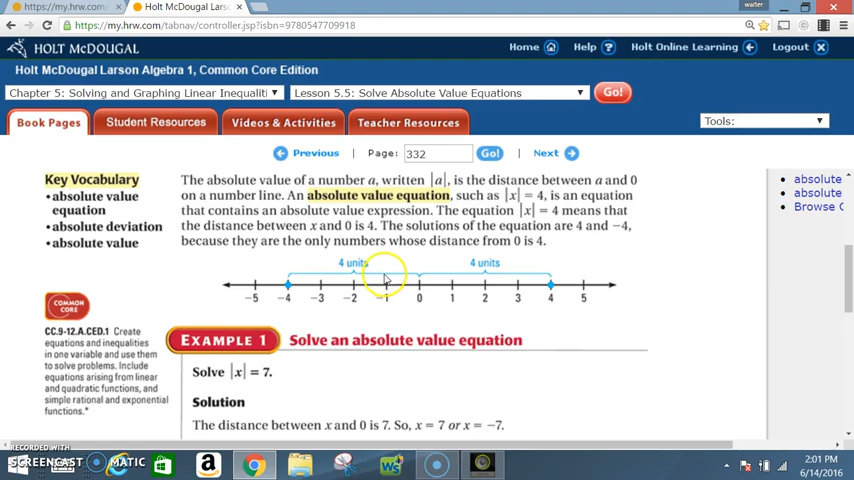 https://my.hrw.com/tabnav/
Holt McDougal Larsc
walter
https://my.hrw.com/tabnav/controller.jsp?isbn=9780547709918
HOLT MCDOUGAL
Home
Help
Holt Online Learning
Logout
Holt McDougal Larson Algebra 1, Common Core Edition
Chapter 5: Solving and Graphing Linear Inequaliti
Lesson 5.5: Solve Absolute Value Equations
Go!
Book Pages
Student Resources
Videos & Activities
Teacher Resources
Tools:
Previous | Page: 332 Go! Next
Key Vocabulary
• absolute value
equation
• absolute deviation
• absolute value
The absolute value of a number a, written |a|, is the distance between a and 0
on a number line. An absolute value equation, such as |x| = 4, is an equation
that contains an absolute value expression. The equation |x| = 4 means that
the distance between x and 0 is 4. The solutions of the equation are 4 and −4,
because they are the only numbers whose distance from 0 is 4.
• absolute
• absolute
• Browse C
4 units 4 units
−5 −4 −3 −2 −1 0 1 2 3 4 5
COMMON
CORE
CC.9-12.A.CED.1 Create
equations and inequalities
in one variable and use them
to solve problems. Include
equations arising from linear
and quadratic functions, and
simple rational and exponential
functions.*
EXAMPLE 1 Solve an absolute value equation
Solve |x| = 7.
Solution
The distance between x and 0 is 7. So, x = 7 or x = −7.
RECORDED WITH
SCREENCAST MATIC
2:01 PM
6/14/2016